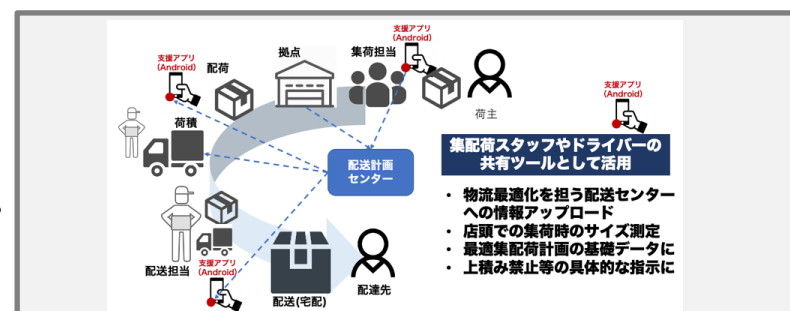 支援アプリ
(Android)
配荷
拠点
集荷担当
支援アプリ
(Android)
荷主
支援アプリ
(Android)
荷積
配送計画
センター
集配荷スタッフやドライバーの
共有ツールとして活用
・ 物流最適化を担う配送センター
への情報アップロード
・ 店頭での集荷時のサイズ測定
・ 最適集配荷計画の基礎データに
・ 上積み禁止等の具体的な指示に
配送担当
支援アプリ
(Android)
配送(宅配)
配達先